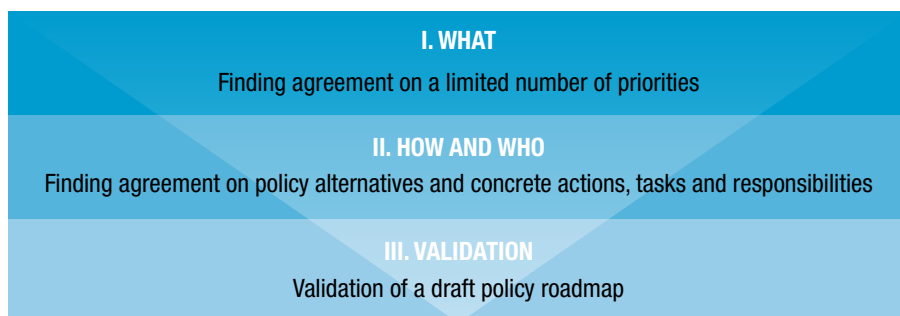 I. WHAT
Finding agreement on a limited number of priorities
II. HOW AND WHO
Finding agreement on policy alternatives and concrete actions, tasks and responsibilities
III. VALIDATION
Validation of a draft policy roadmap